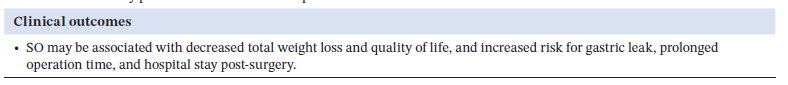 Clinical outcomes
• SO may be associated with decreased total weight loss and quality of life, and increased risk for gastric leak, prolonged
operation time, and hospital stay post-surgery.